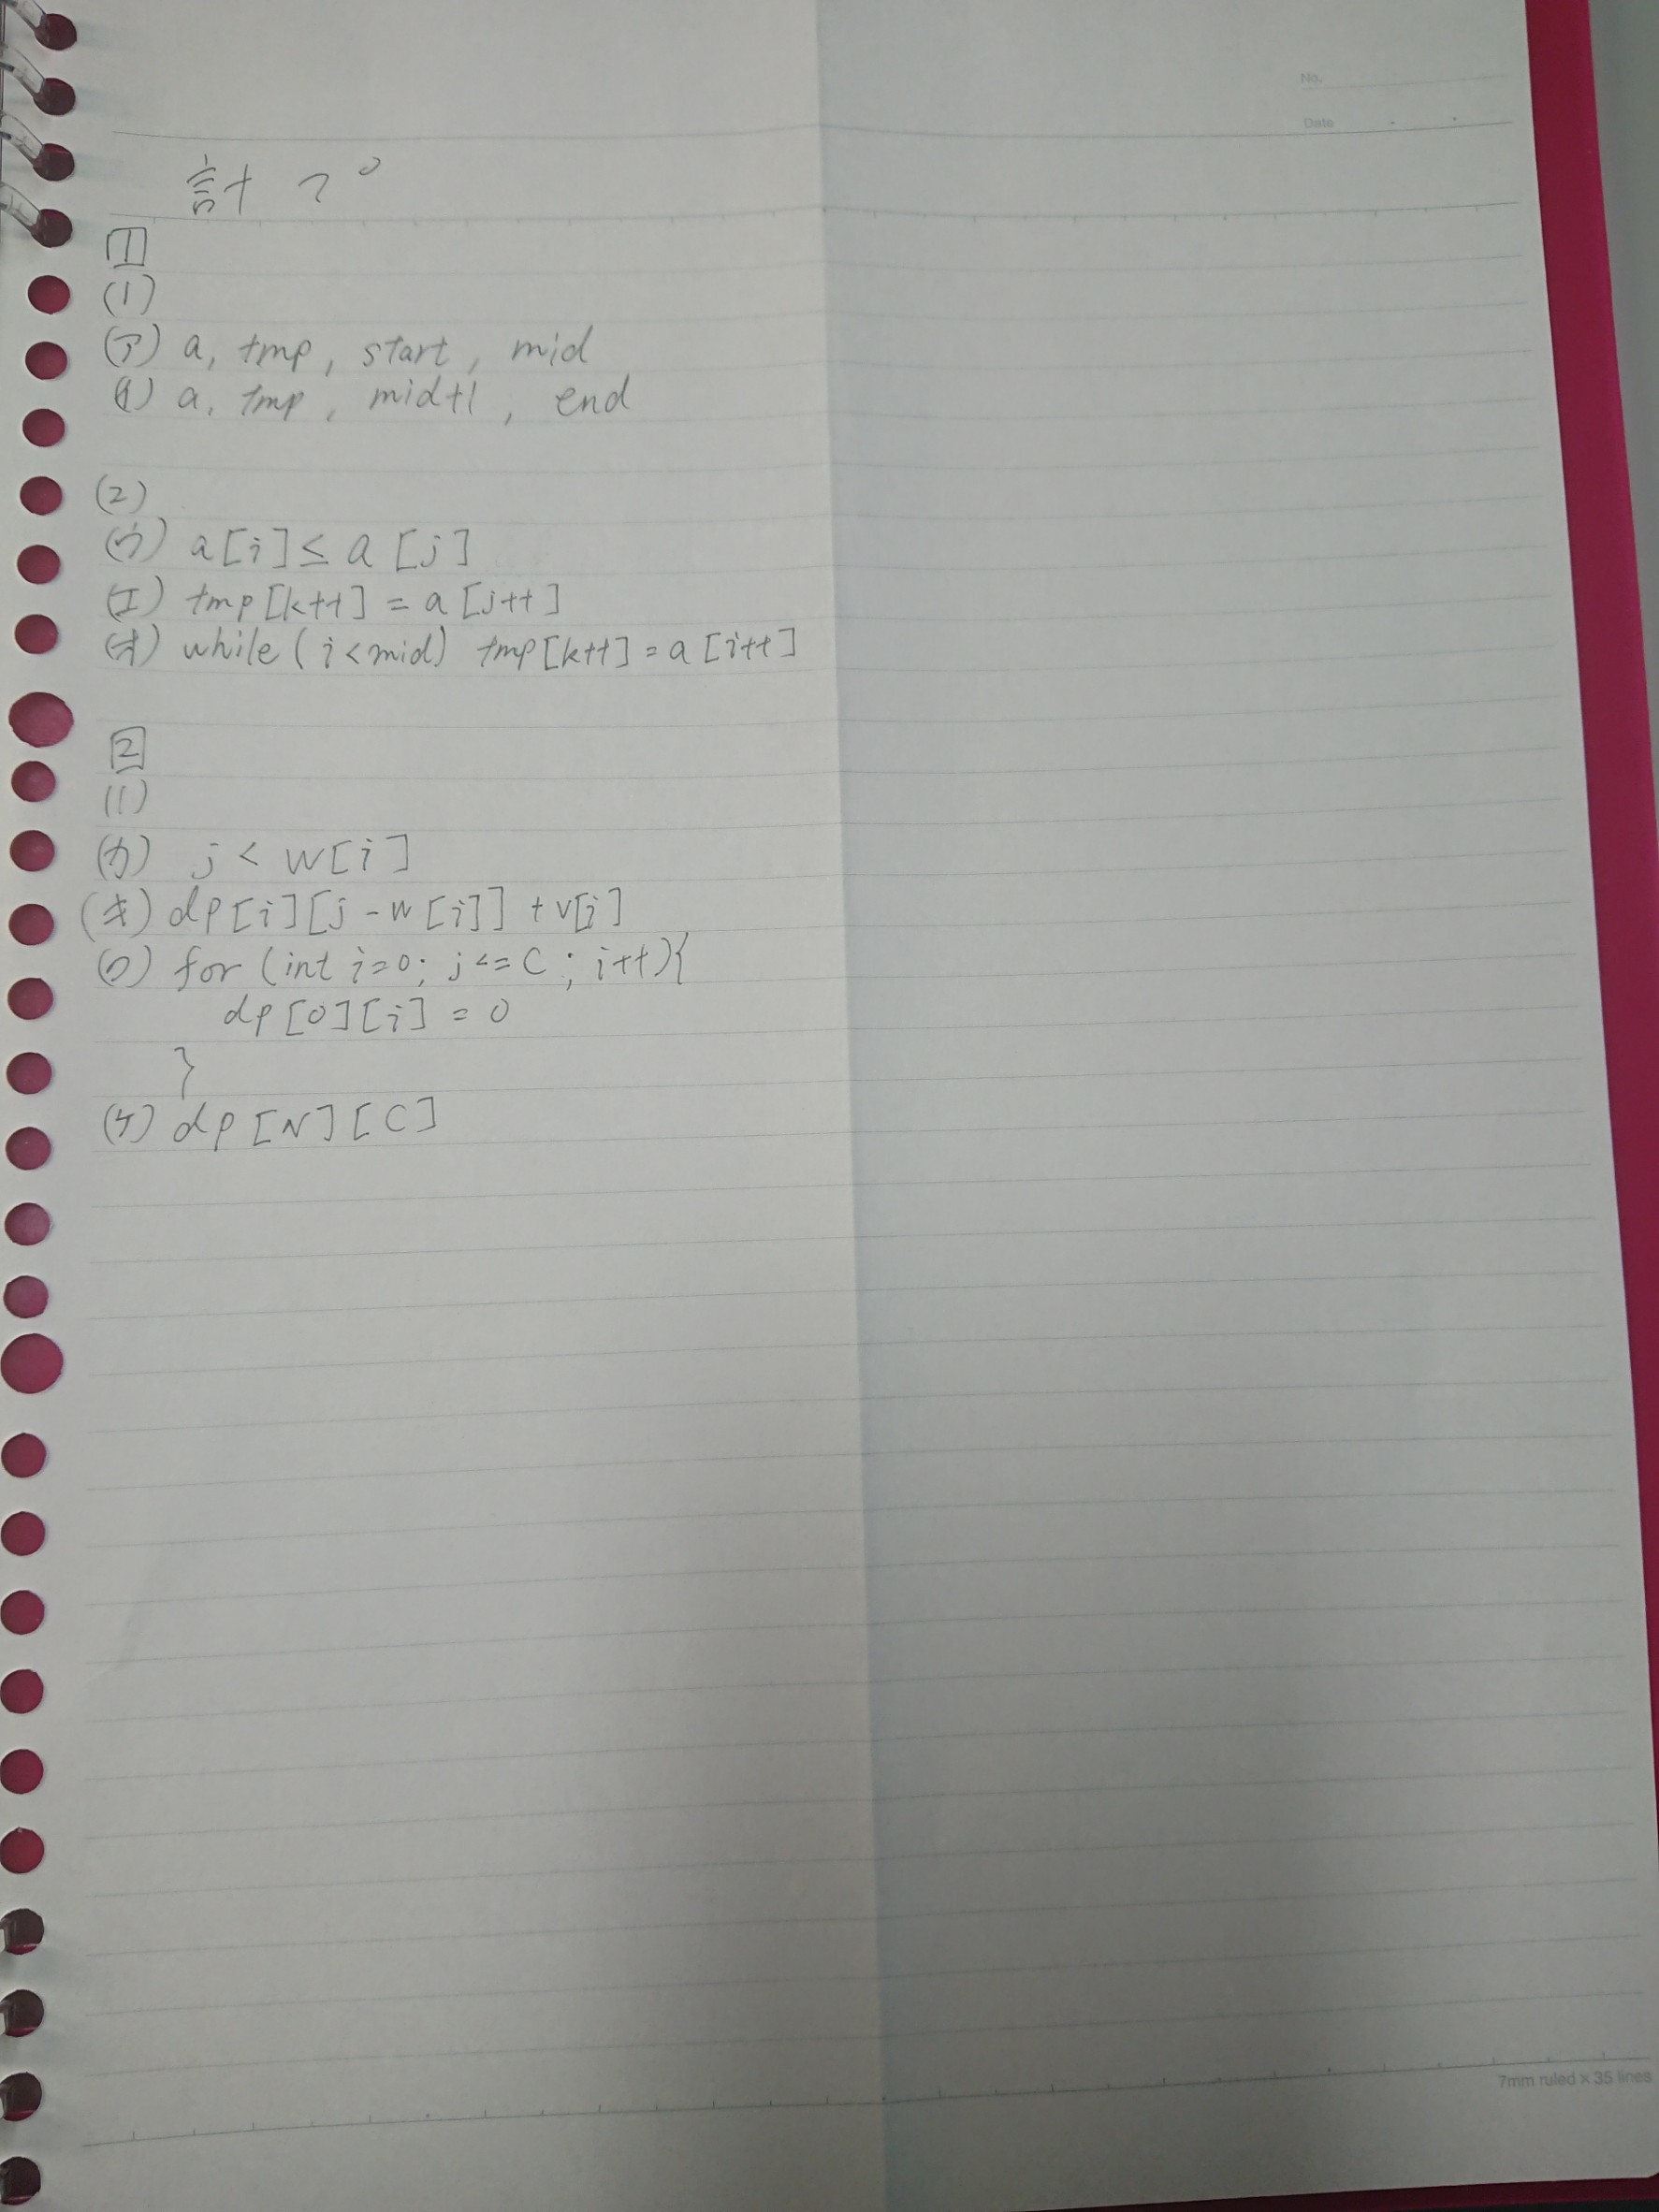 No.
Date
計プ
1
(1)
(ア) a, tmp, start, mid
(イ) a, tmp, mid+1, end
(2)
(ウ) a[i] ≤ a[j]
(エ) tmp[k++] = a[j++]
(オ) while(i<mid) tmp[k++] = a[i++]
2
(1)
(カ) j < w[i]
(キ) dp[i][j-w[i]] + v[i]
(ク) for (int i=0; j<=C; i++){
dp[0][i] = 0
}
(ケ) dp[N][C]
7mm ruled × 35 lines